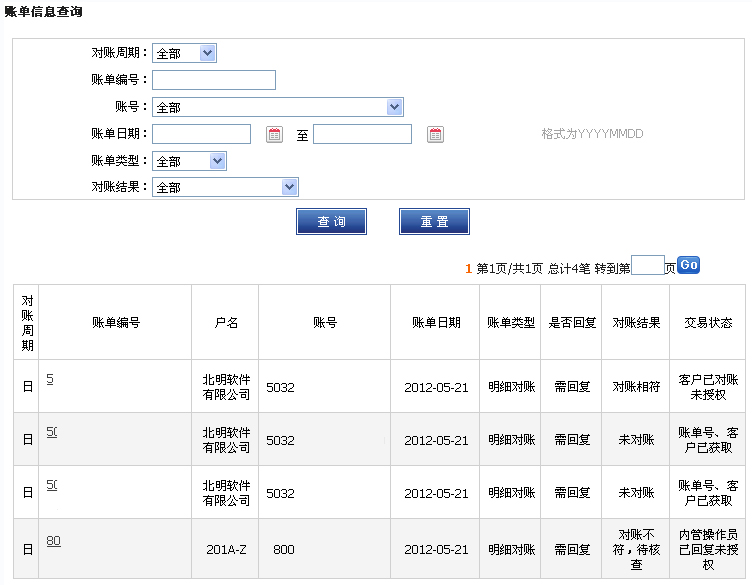 账单信息查询
对账周期： 全部
账单编号：
账号： 全部
账单日期： 至 格式为YYYYMMDD
账单类型： 全部
对账结果： 全部
查 询 重 置
1 第1页/共1页 总计4笔 转到第 页 Go
对账周期 账单编号 户名 账号 账单日期 账单类型 是否回复 对账结果 交易状态
日 5 北明软件有限公司 5032 2012-05-21 明细对账 需回复 对账相符 客户已对账未授权
日 50 北明软件有限公司 5032 2012-05-21 明细对账 需回复 未对账 账单号、客户已获取
日 50 北明软件有限公司 5032 2012-05-21 明细对账 需回复 未对账 账单号、客户已获取
日 80 201A-Z 800 2012-05-21 明细对账 需回复 对账不符，待核查 内管操作员已回复未授权